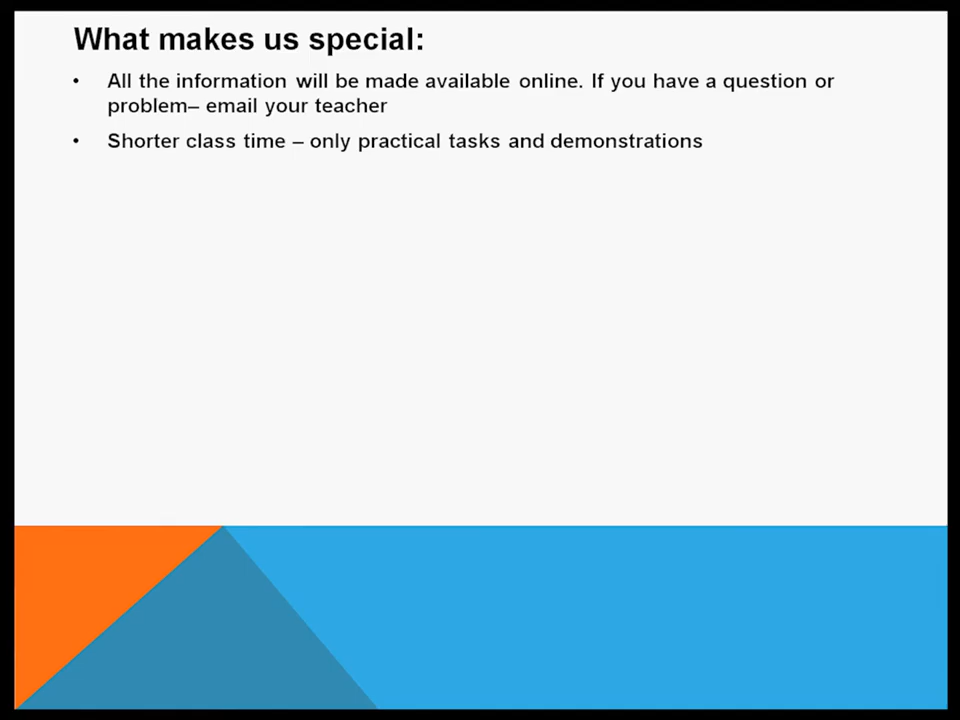 What makes us special:
• All the information will be made available online. If you have a question or
problem– email your teacher
• Shorter class time – only practical tasks and demonstrations